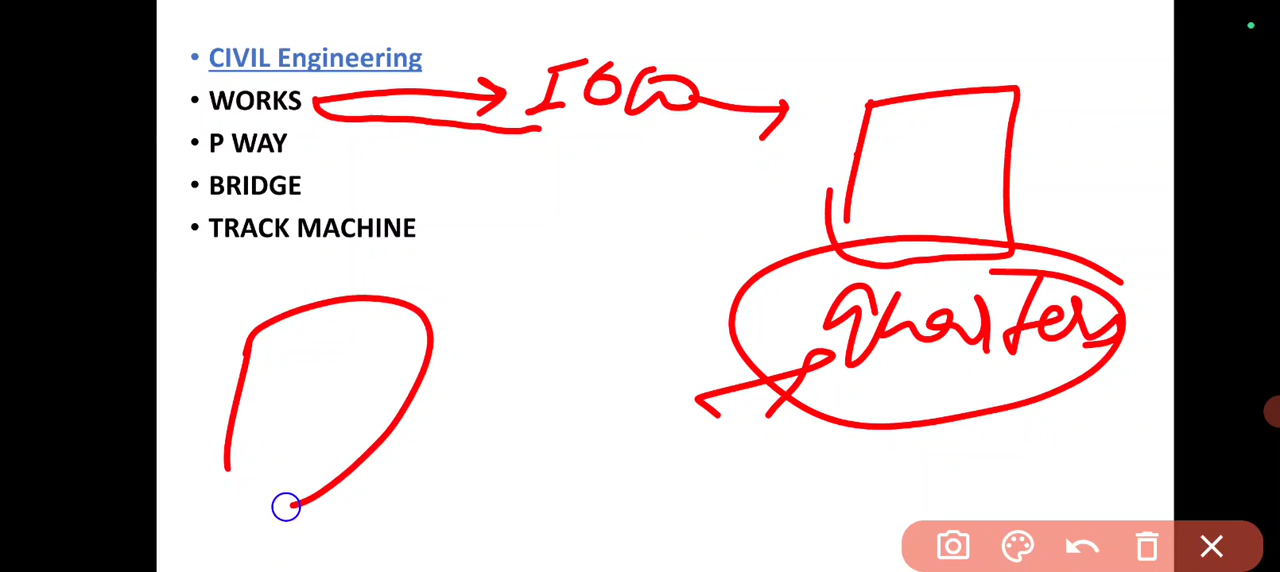 • CIVIL Engineering
• WORKS → IOW →
• P WAY
• BRIDGE
• TRACK MACHINE
Quarters